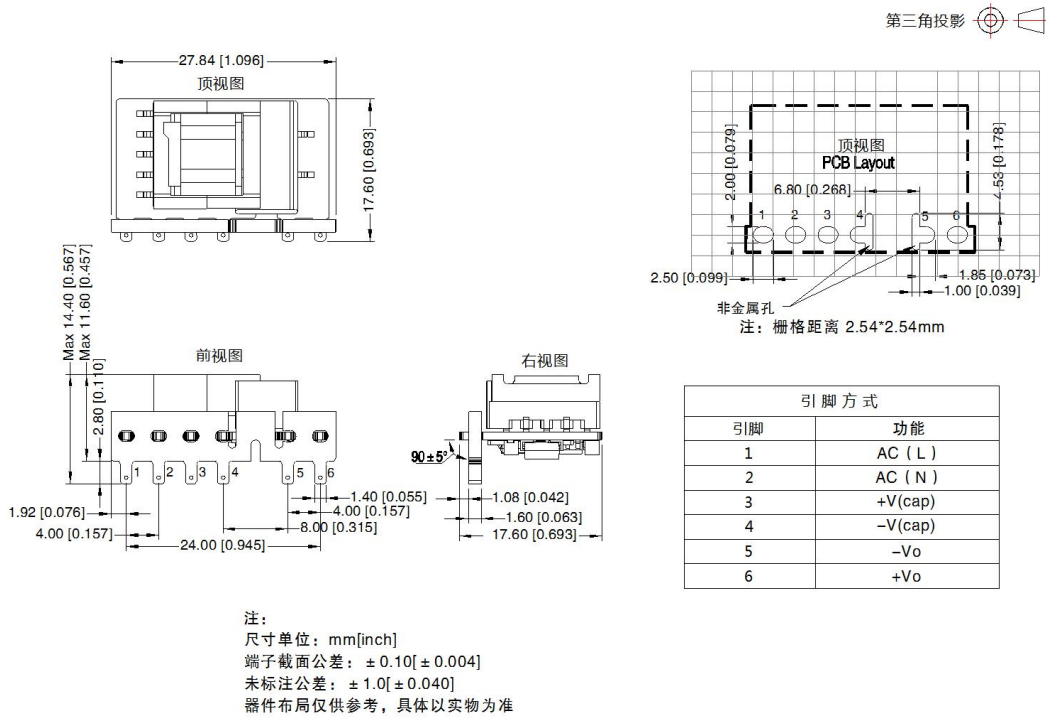 第三角投影
27.84 [1.096]
顶视图
17.60 [0.693]
顶视图
PCB Layout
2.00 [0.079]
4.53 [0.178]
6.80 [0.268]
1 2 3 4 5 6
2.50 [0.099]
1.85 [0.073]
1.00 [0.039]
非金属孔
注：栅格距离 2.54*2.54mm
Max 14.40 [0.567]
Max 11.60 [0.457]
2.80 [0.110]
前视图
1 2 3 4 5 6
1.92 [0.076]
4.00 [0.157]
24.00 [0.945]
8.00 [0.315]
4.00 [0.157]
1.40 [0.055]
右视图
90±5°
1.08 [0.042]
1.60 [0.063]
17.60 [0.693]
引脚方式
引脚 功能
1 AC（L）
2 AC（N）
3 +V(cap)
4 −V(cap)
5 −Vo
6 +Vo
注：
尺寸单位：mm[inch]
端子截面公差：±0.10[±0.004]
未标注公差：±1.0[±0.040]
器件布局仅供参考，具体以实物为准